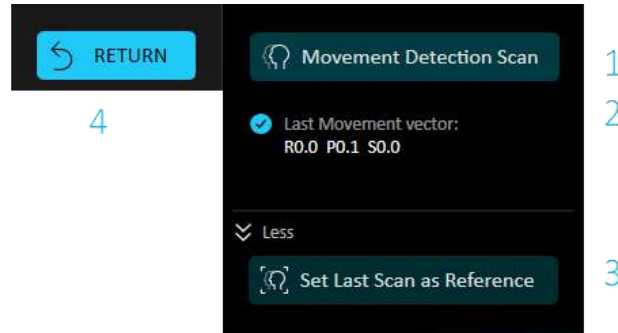 RETURN
Movement Detection Scan
1
4
Last Movement vector:
2
R0.0 P0.1 S0.0
Less
Set Last Scan as Reference
3